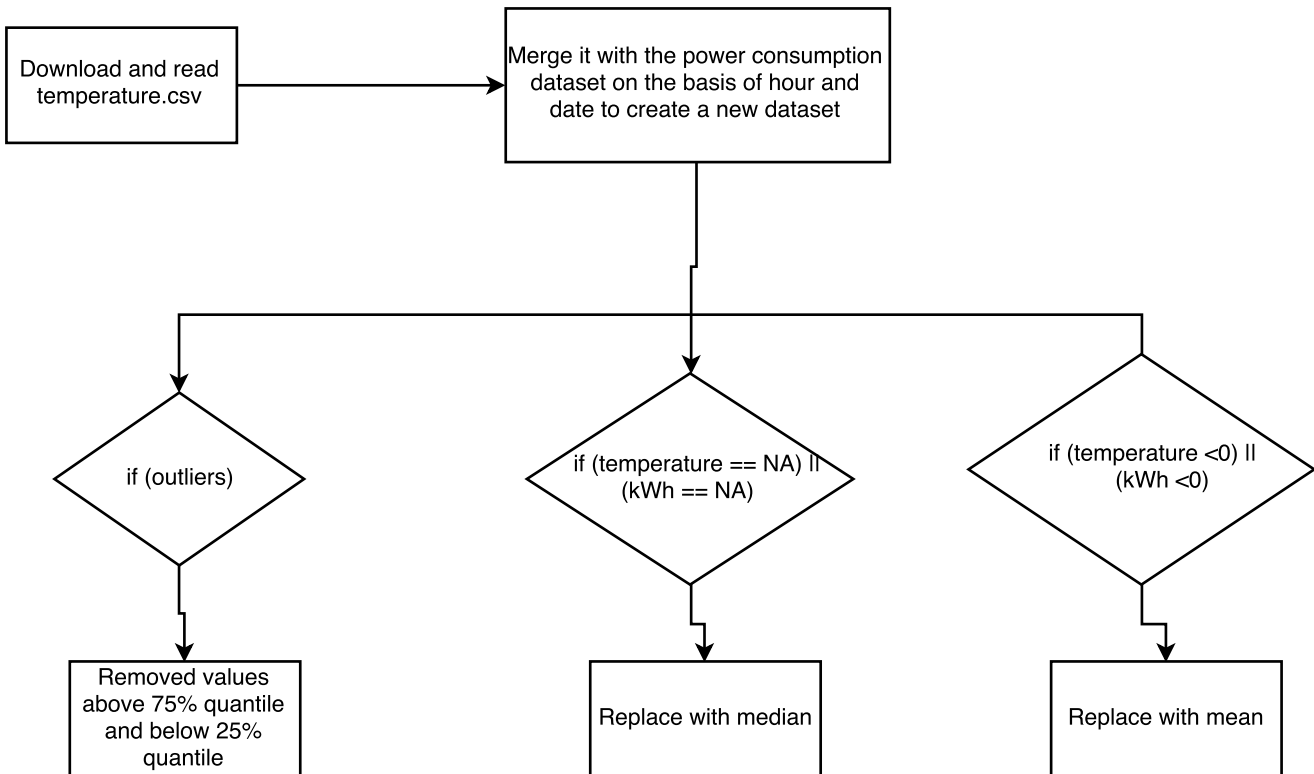 Download and read
temperature.csv
Merge it with the power consumption
dataset on the basis of hour and
date to create a new dataset
if (outliers)
if (temperature == NA) ||
(kWh == NA)
if (temperature <0) ||
(kWh <0)
Removed values
above 75% quantile
and below 25%
quantile
Replace with median
Replace with mean